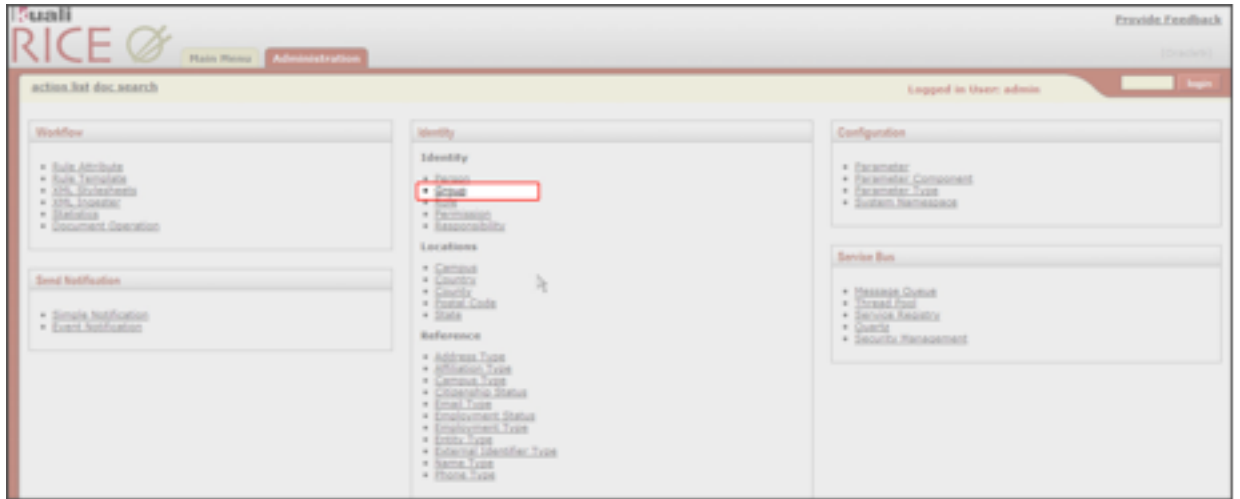 Kuali
RICE
Main Menu
Administration
Provide Feedback
action list doc search
Logged in User: admin
login
Workflow
Rule Attribute
Rule Template
XML Stylesheets
XML Ingester
Statistics
Document Operation
Send Notification
Simple Notification
Event Notification
Identity
Identity
Person
Group
Role
Permission
Responsibility
Locations
Campus
Country
County
Postal Code
State
Reference
Address Type
Affiliation Type
Campus Type
Citizenship Status
Email Type
Employment Status
Employment Type
Entity Type
External Identifier Type
Name Type
Phone Type
Configuration
Parameter
Parameter Component
Parameter Type
System Namespace
Service Bus
Message Queue
Thread Pool
Service Registry
Quartz
Security Management